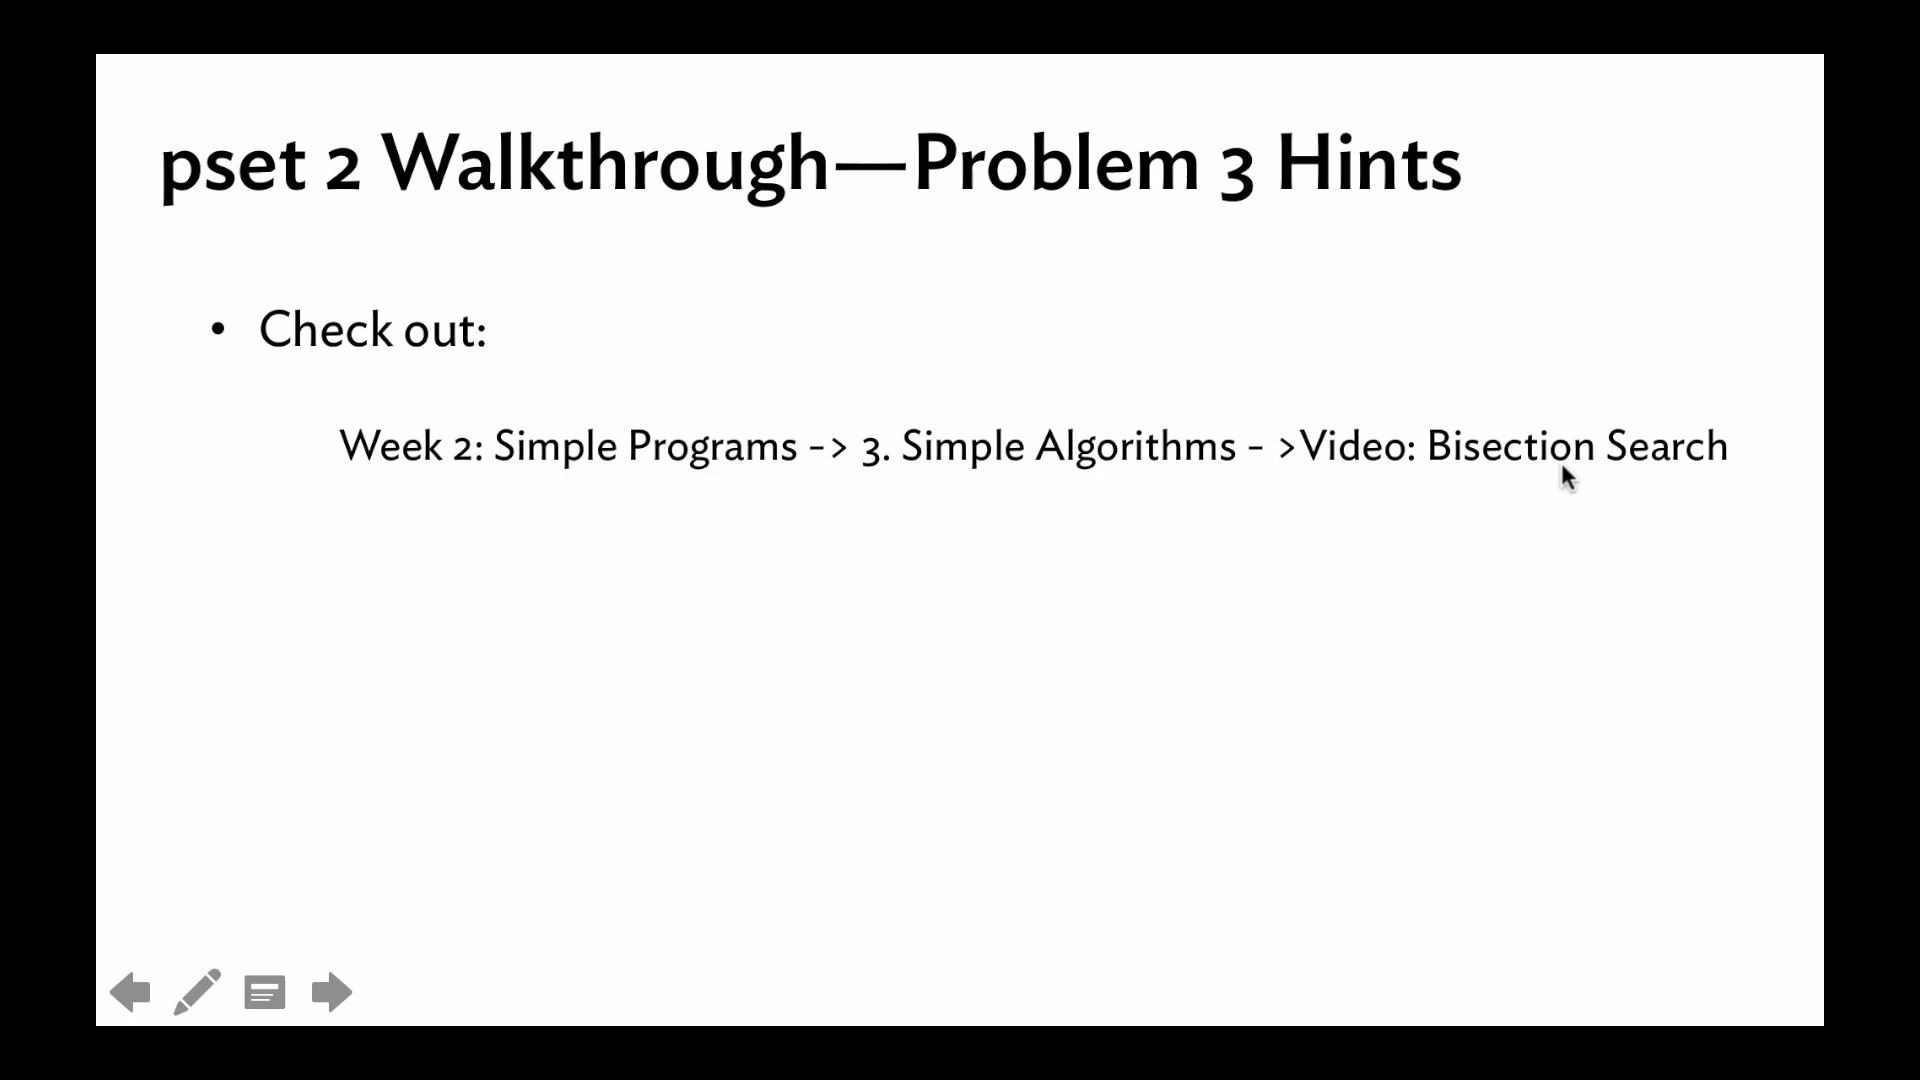 pset 2 Walkthrough—Problem 3 Hints
• Check out:
Week 2: Simple Programs -> 3. Simple Algorithms - >Video: Bisection Search